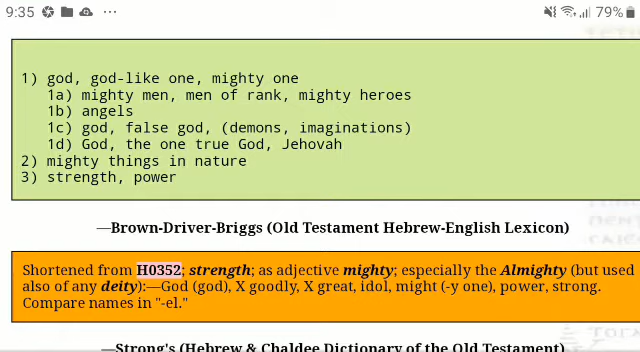 9:35 ... 79%
1) god, god-like one, mighty one
1a) mighty men, men of rank, mighty heroes
1b) angels
1c) god, false god, (demons, imaginations)
1d) God, the one true God, Jehovah
2) mighty things in nature
3) strength, power
—Brown-Driver-Briggs (Old Testament Hebrew-English Lexicon)
Shortened from H0352; strength; as adjective mighty; especially the Almighty (but used
also of any deity):—God (god), X goodly, X great, idol, might (-y one), power, strong.
Compare names in "-el."
—Strong's (Hebrew & Chaldee Dictionary of the Old Testament)